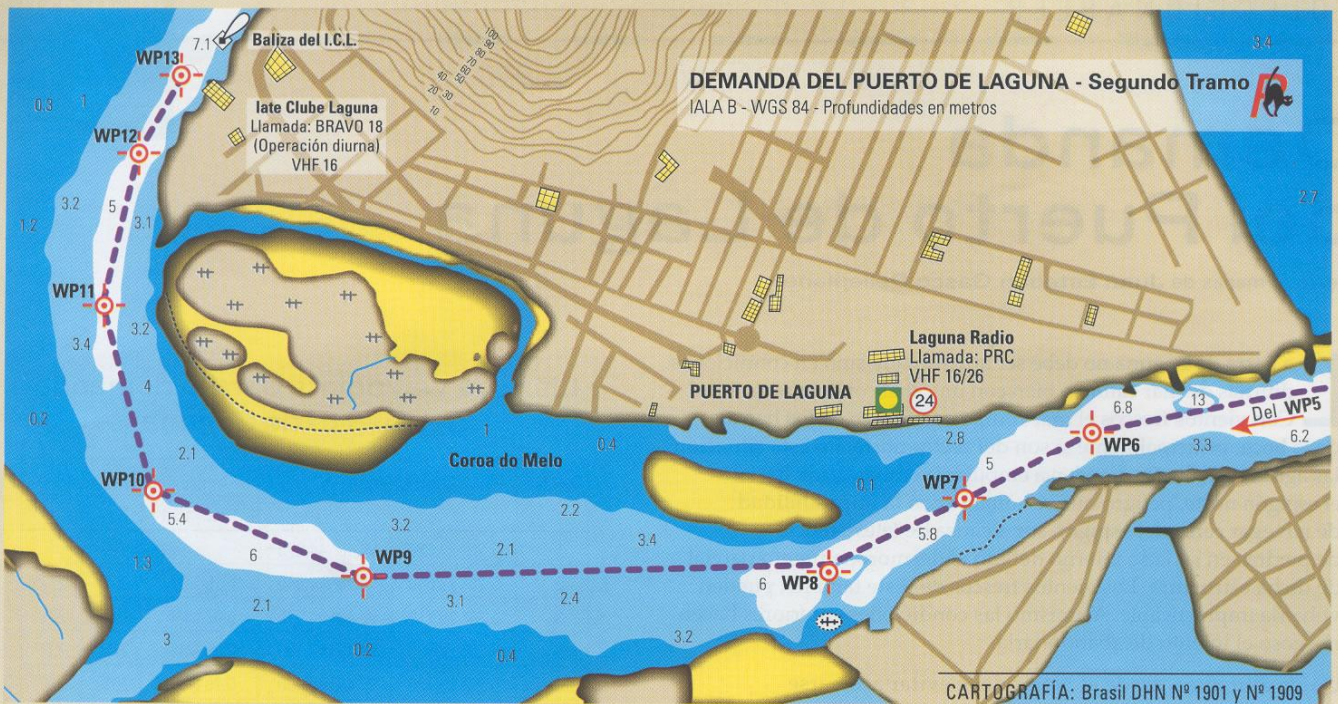 DEMANDA DEL PUERTO DE LAGUNA - Segundo Tramo
IALA B - WGS 84 - Profundidades en metros
Baliza del I.C.L.
Iate Clube Laguna
Llamada: BRAVO 18
(Operación diurna)
VHF 16
WP13
WP12
WP11
WP10
WP9
WP8
WP7
WP6
Del WP5
Laguna Radio
Llamada: PRC
VHF 16/26
24
PUERTO DE LAGUNA
Coroa do Melo
7.1
3.4
0.3
1
40
20
30
10
100
2.7
3.2
5
3.1
1.2
3.2
3.4
4
0.2
2.1
5.4
6
1.3
2.1
3
3.2
2.2
2.1
3.4
3.1
2.4
0.2
0.4
3.2
1
0.4
0.1
2.8
5
5.8
6
6.8
13
3.3
6.2
CARTOGRAFÍA: Brasil DHN Nº 1901 y Nº 1909